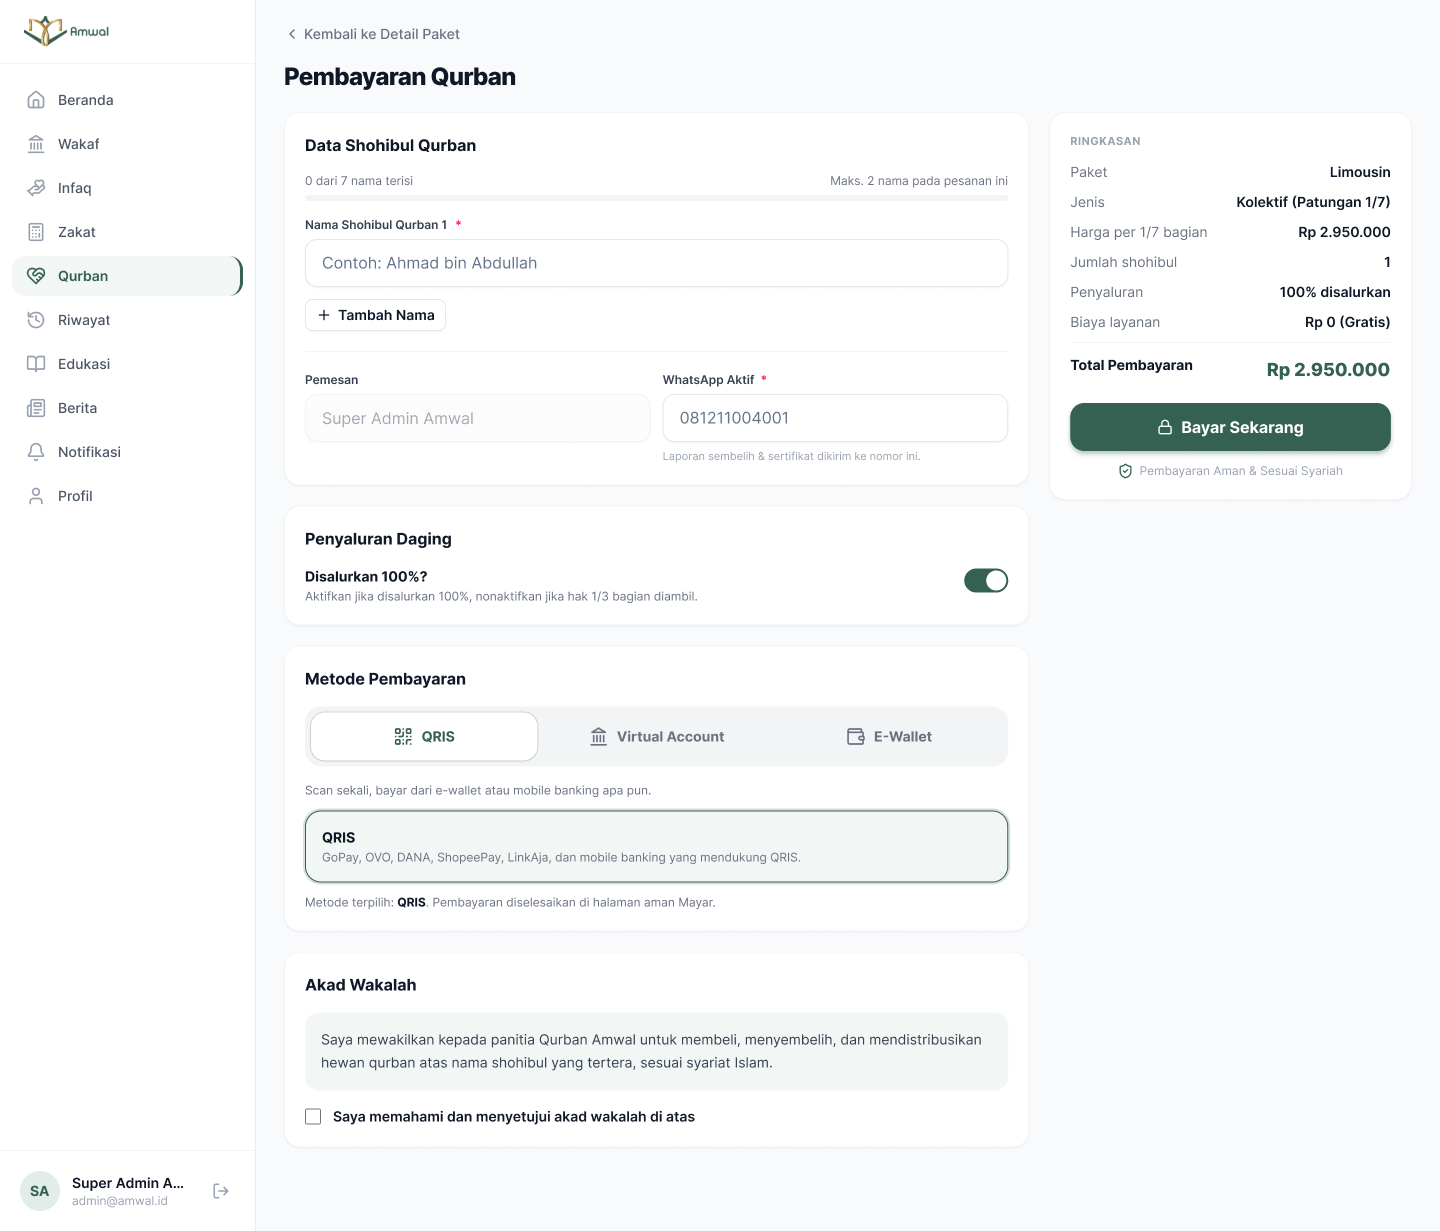 Amwal
Beranda
Wakaf
Infaq
Zakat
Qurban
Riwayat
Edukasi
Berita
Notifikasi
Profil
SA
Super Admin A...
admin@amwal.id
Kembali ke Detail Paket
Pembayaran Qurban
Data Shohibul Qurban
0 dari 7 nama terisi
Maks. 2 nama pada pesanan ini
Nama Shohibul Qurban 1 *
Contoh: Ahmad bin Abdullah
+ Tambah Nama
Pemesan
Super Admin Amwal
WhatsApp Aktif *
081211004001
Laporan sembelih & sertifikat dikirim ke nomor ini.
Penyaluran Daging
Disalurkan 100%?
Aktifkan jika disalurkan 100%, nonaktifkan jika hak 1/3 bagian diambil.
Metode Pembayaran
QRIS
Virtual Account
E-Wallet
Scan sekali, bayar dari e-wallet atau mobile banking apa pun.
QRIS
GoPay, OVO, DANA, ShopeePay, LinkAja, dan mobile banking yang mendukung QRIS.
Metode terpilih: QRIS. Pembayaran diselesaikan di halaman aman Mayar.
Akad Wakalah
Saya mewakilkan kepada panitia Qurban Amwal untuk membeli, menyembelih, dan mendistribusikan
hewan qurban atas nama shohibul yang tertera, sesuai syariat Islam.
Saya memahami dan menyetujui akad wakalah di atas
RINGKASAN
Paket Limousin
Jenis Kolektif (Patungan 1/7)
Harga per 1/7 bagian Rp 2.950.000
Jumlah shohibul 1
Penyaluran 100% disalurkan
Biaya layanan Rp 0 (Gratis)
Total Pembayaran Rp 2.950.000
Bayar Sekarang
Pembayaran Aman & Sesuai Syariah